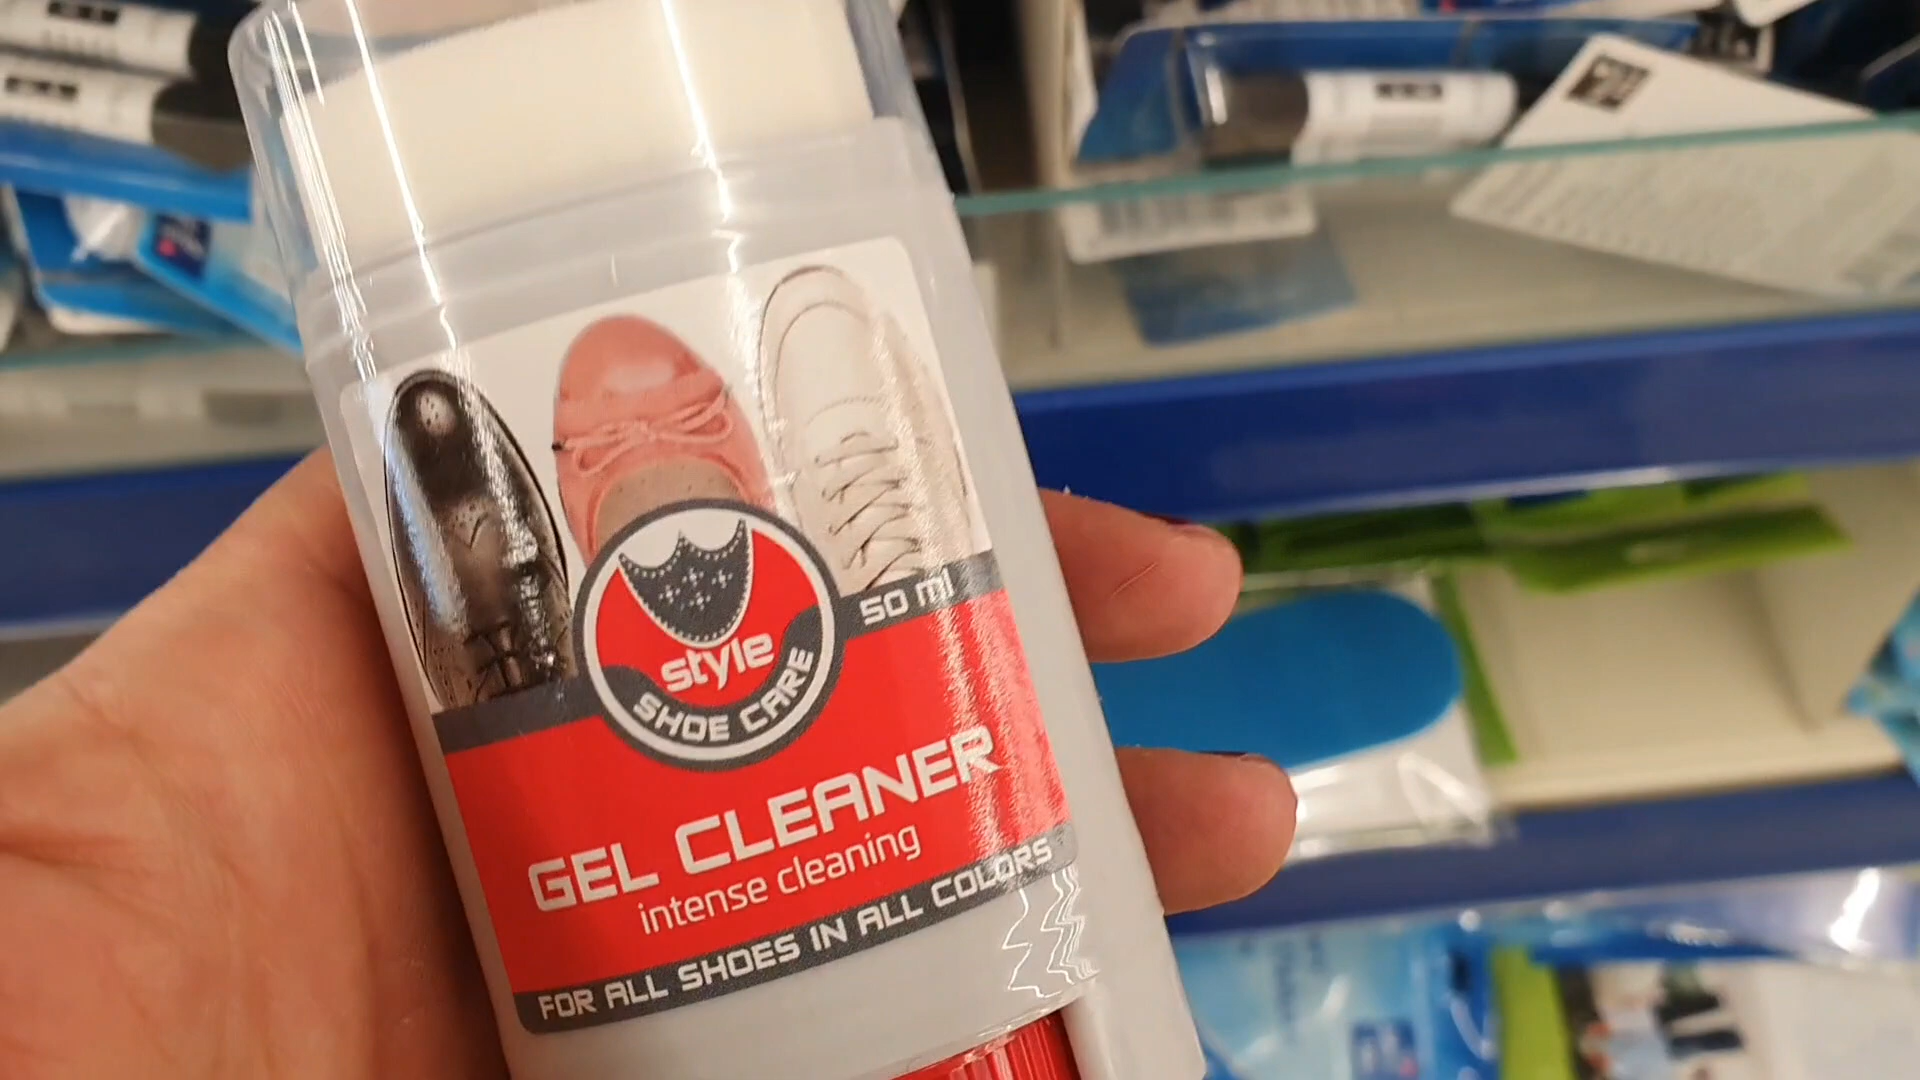 50 ml
style
SHOE CARE
GEL CLEANER
intense cleaning
FOR ALL SHOES IN ALL COLORS